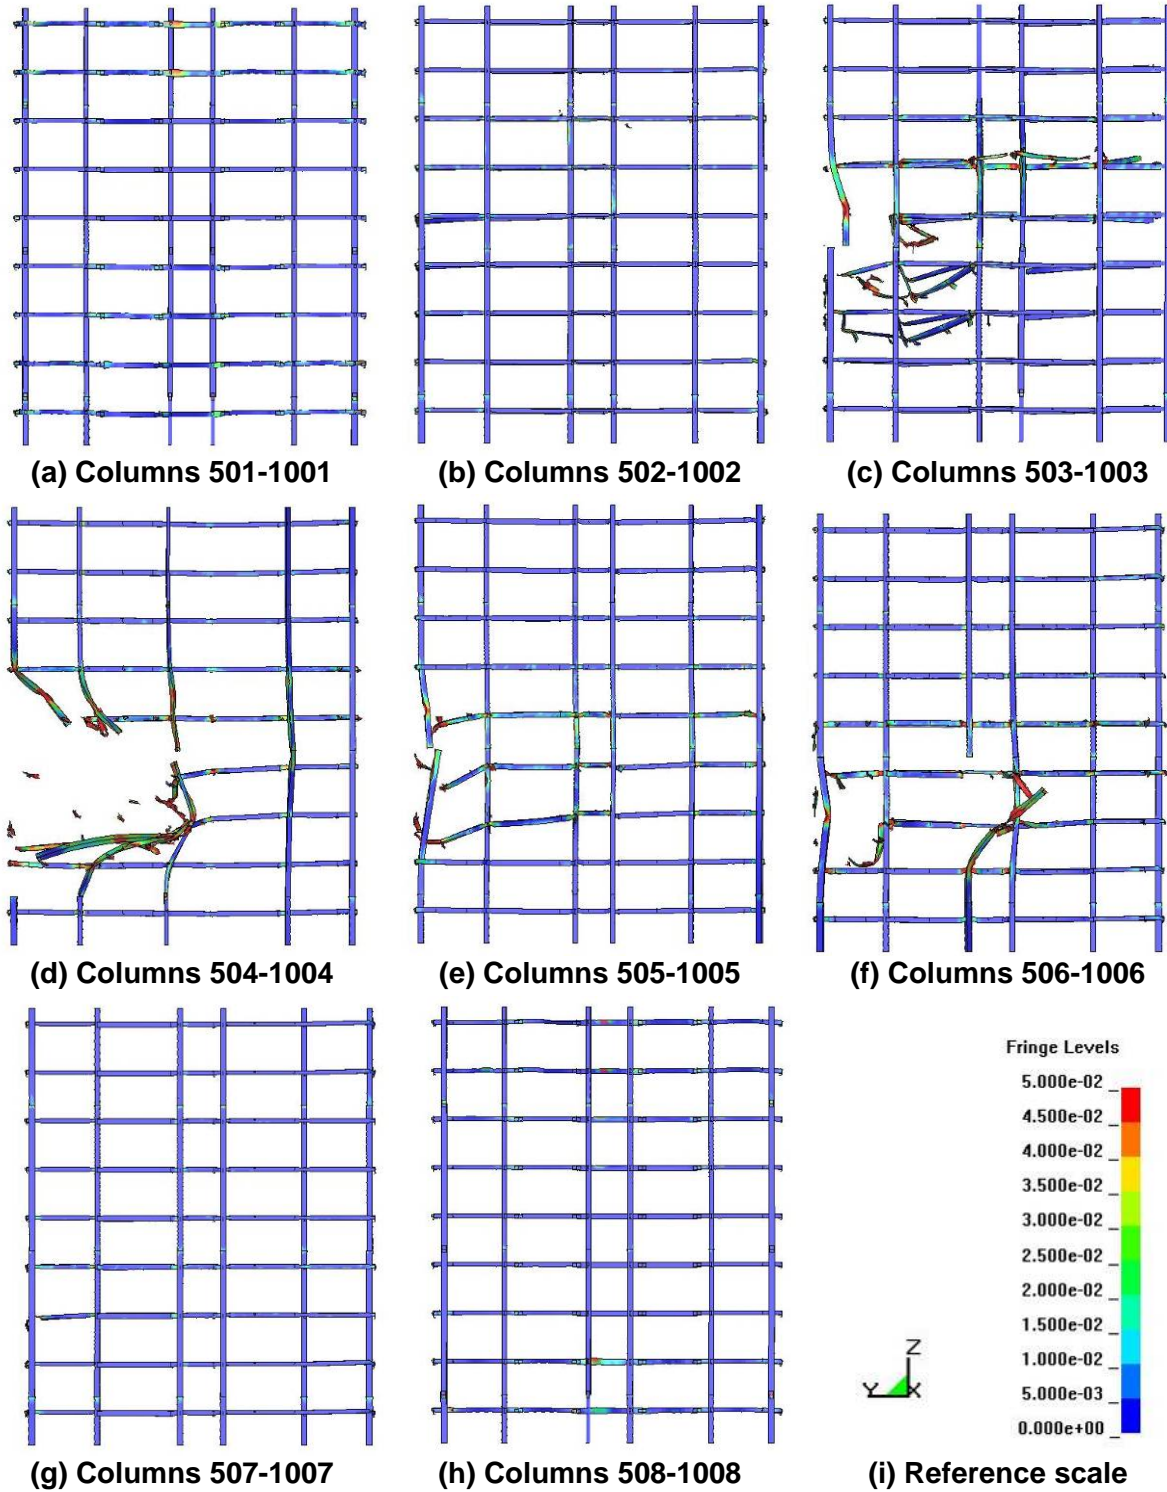 (a) Columns 501-1001
(b) Columns 502-1002
(c) Columns 503-1003
(d) Columns 504-1004
(e) Columns 505-1005
(f) Columns 506-1006
Fringe Levels
5.000e-02
4.500e-02
4.000e-02
3.500e-02
3.000e-02
2.500e-02
2.000e-02
1.500e-02
1.000e-02
5.000e-03
0.000e+00
Z
Y X
(g) Columns 507-1007
(h) Columns 508-1008
(i) Reference scale